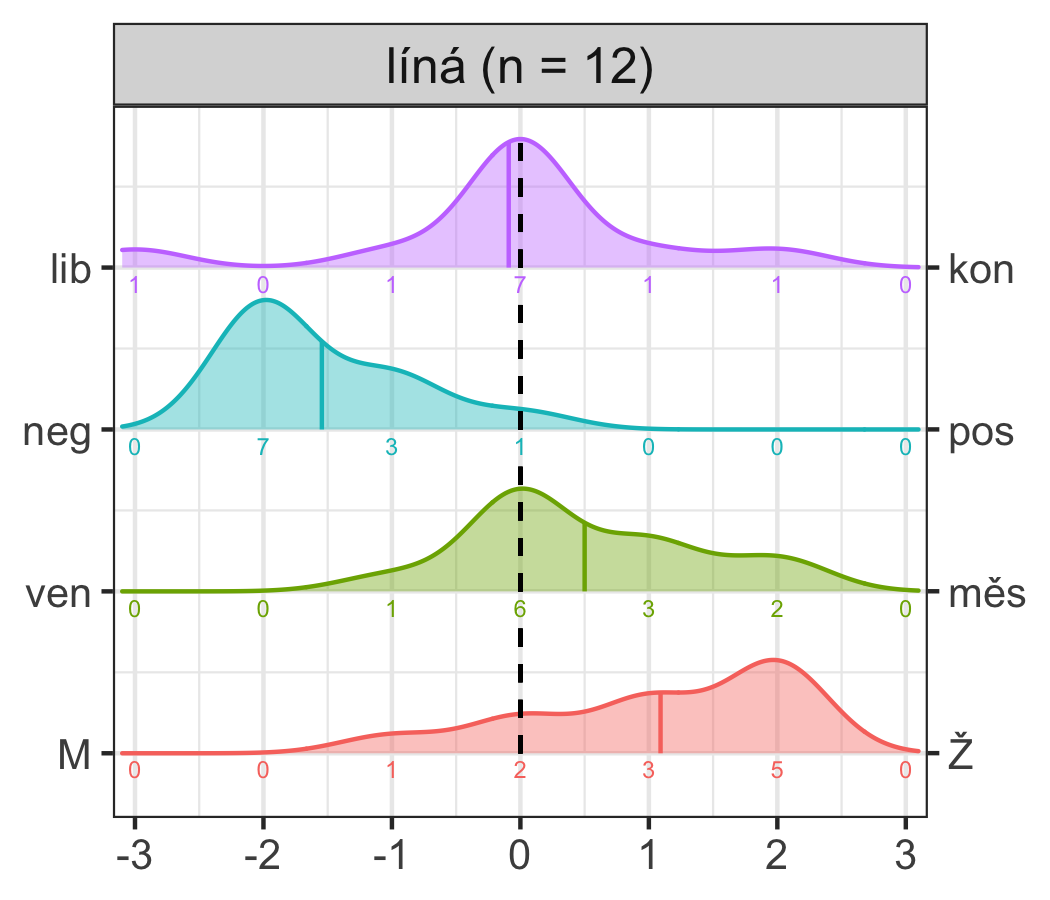 líná (n = 12)
lib kon
1 0 1 7 1 1 0
neg pos
0 7 3 1 0 0 0
ven měs
0 0 1 6 3 2 0
M Ž
0 0 1 2 3 5 0
-3 -2 -1 0 1 2 3